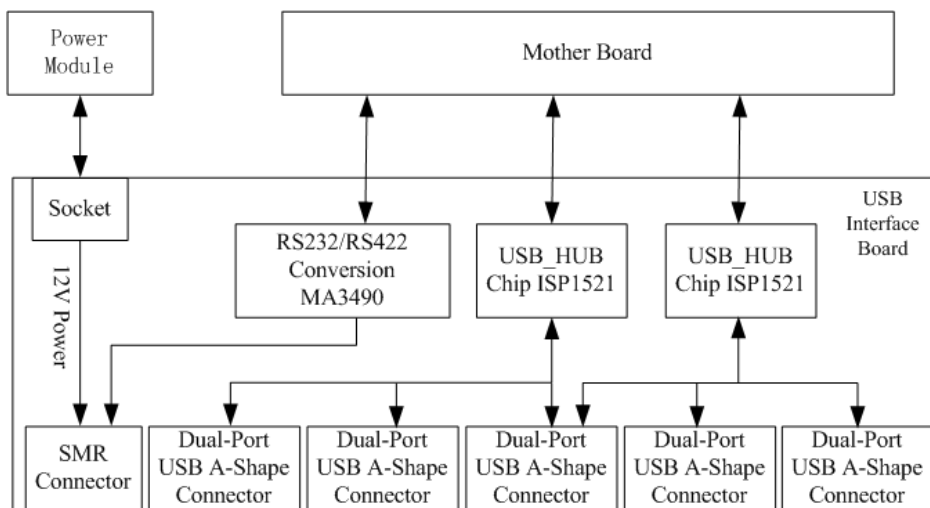 Power
Module
Mother Board
Socket
USB
Interface
Board
RS232/RS422
Conversion
MA3490
USB_HUB
Chip ISP1521
USB_HUB
Chip ISP1521
12V Power
SMR
Connector
Dual-Port
USB A-Shape
Connector
Dual-Port
USB A-Shape
Connector
Dual-Port
USB A-Shape
Connector
Dual-Port
USB A-Shape
Connector
Dual-Port
USB A-Shape
Connector